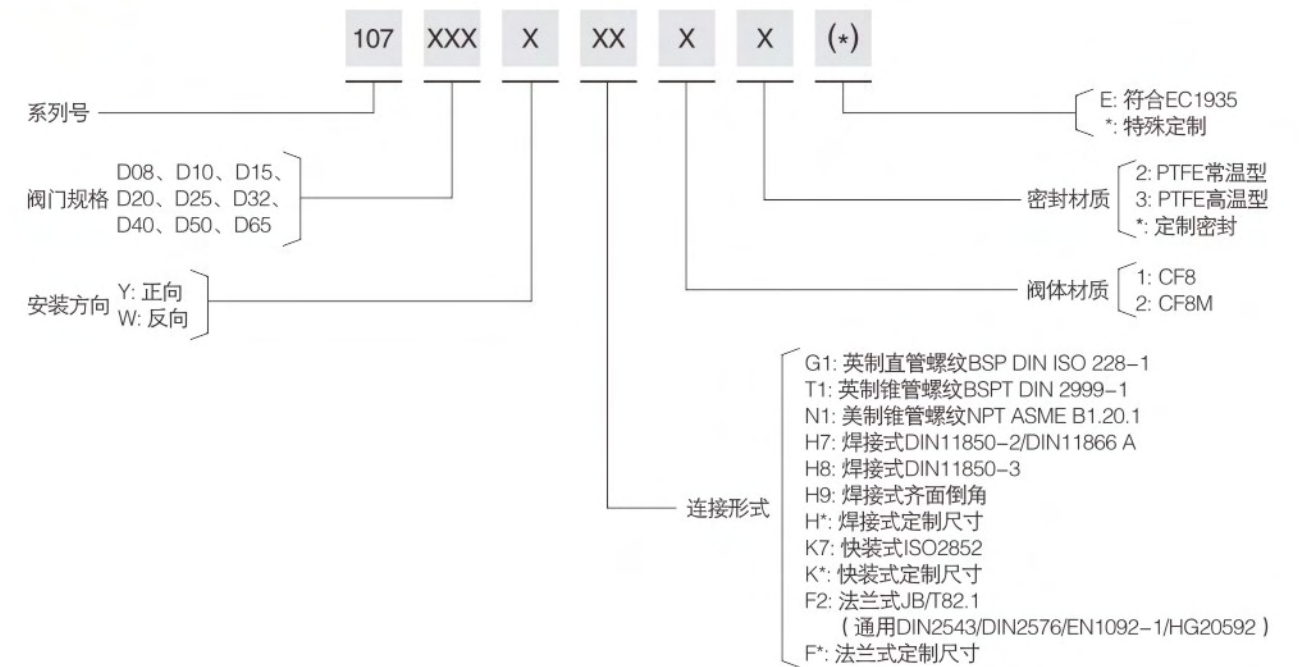 107 XXX X XX X X (*)
系列号
E: 符合EC1935
*: 特殊定制
阀门规格
D08、D10、D15、
D20、D25、D32、
D40、D50、D65
密封材质
2: PTFE常温型
3: PTFE高温型
*: 定制密封
安装方向
Y: 正向
W: 反向
阀体材质
1: CF8
2: CF8M
连接形式
G1: 英制直管螺纹BSP DIN ISO 228-1
T1: 英制锥管螺纹BSPT DIN 2999-1
N1: 美制锥管螺纹NPT ASME B1.20.1
H7: 焊接式DIN11850-2/DIN11866 A
H8: 焊接式DIN11850-3
H9: 焊接式齐面倒角
H*: 焊接式定制尺寸
K7: 快装式ISO2852
K*: 快装式定制尺寸
F2: 法兰式JB/T82.1
(通用DIN2543/DIN2576/EN1092-1/HG20592)
F*: 法兰式定制尺寸